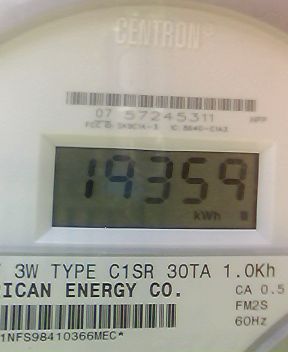 CENTRON®
07 57245311
19359
kWh
3W TYPE C1SR 30TA 1.0Kh
RICAN ENERGY CO.
CA 0.5
FM2S
60Hz
1NFS98410366MEC*